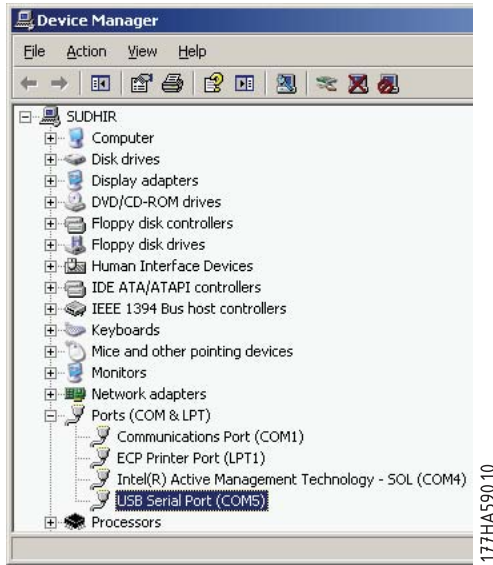 Device Manager
File Action View Help
SUDHIR
Computer
Disk drives
Display adapters
DVD/CD-ROM drives
Floppy disk controllers
Floppy disk drives
Human Interface Devices
IDE ATA/ATAPI controllers
IEEE 1394 Bus host controllers
Keyboards
Mice and other pointing devices
Monitors
Network adapters
Ports (COM & LPT)
Communications Port (COM1)
ECP Printer Port (LPT1)
Intel(R) Active Management Technology - SOL (COM4)
USB Serial Port (COM5)
Processors
177HA590.10